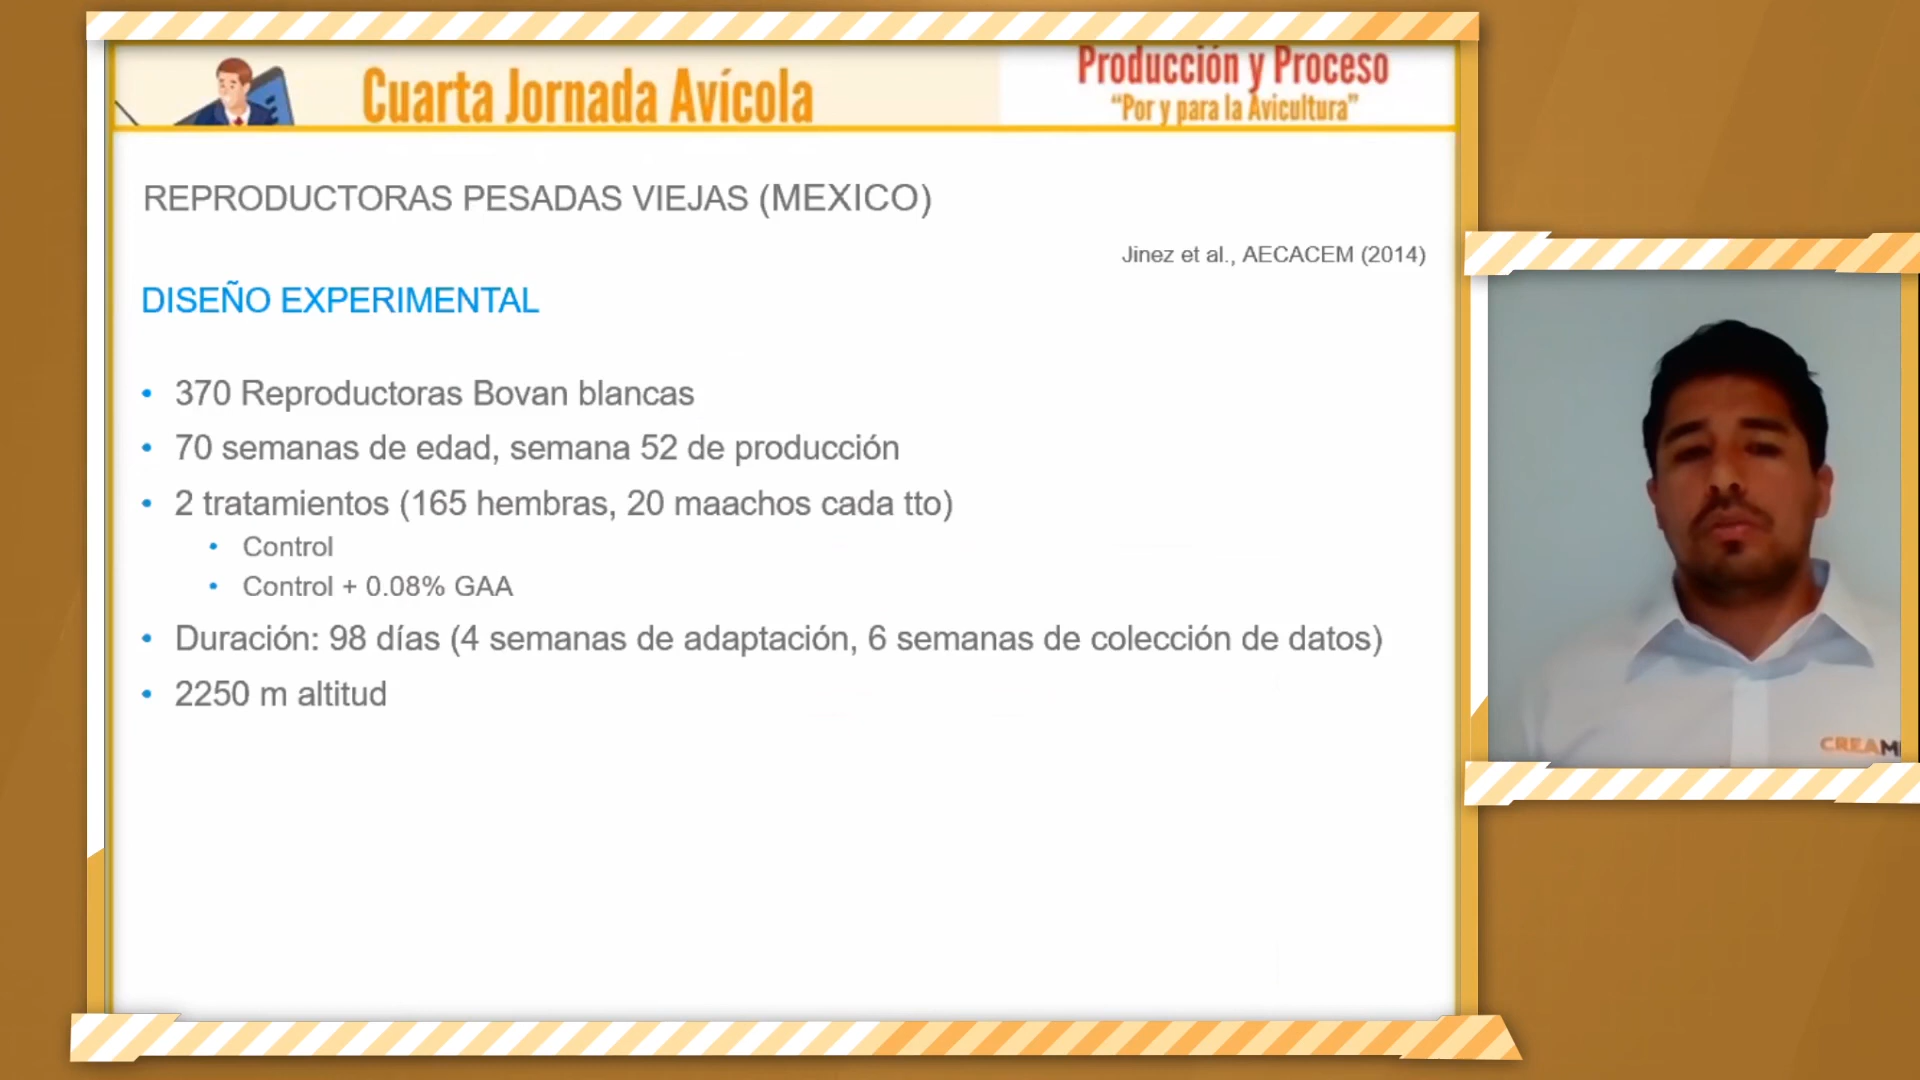 Cuarta Jornada Avícola
Producción y Proceso
“Por y para la Avicultura”
REPRODUCTORAS PESADAS VIEJAS (MEXICO)
Jinez et al., AECACEM (2014)
DISEÑO EXPERIMENTAL
• 370 Reproductoras Bovan blancas
• 70 semanas de edad, semana 52 de producción
• 2 tratamientos (165 hembras, 20 maachos cada tto)
• Control
• Control + 0.08% GAA
• Duración: 98 días (4 semanas de adaptación, 6 semanas de colección de datos)
• 2250 m altitud
CREAM